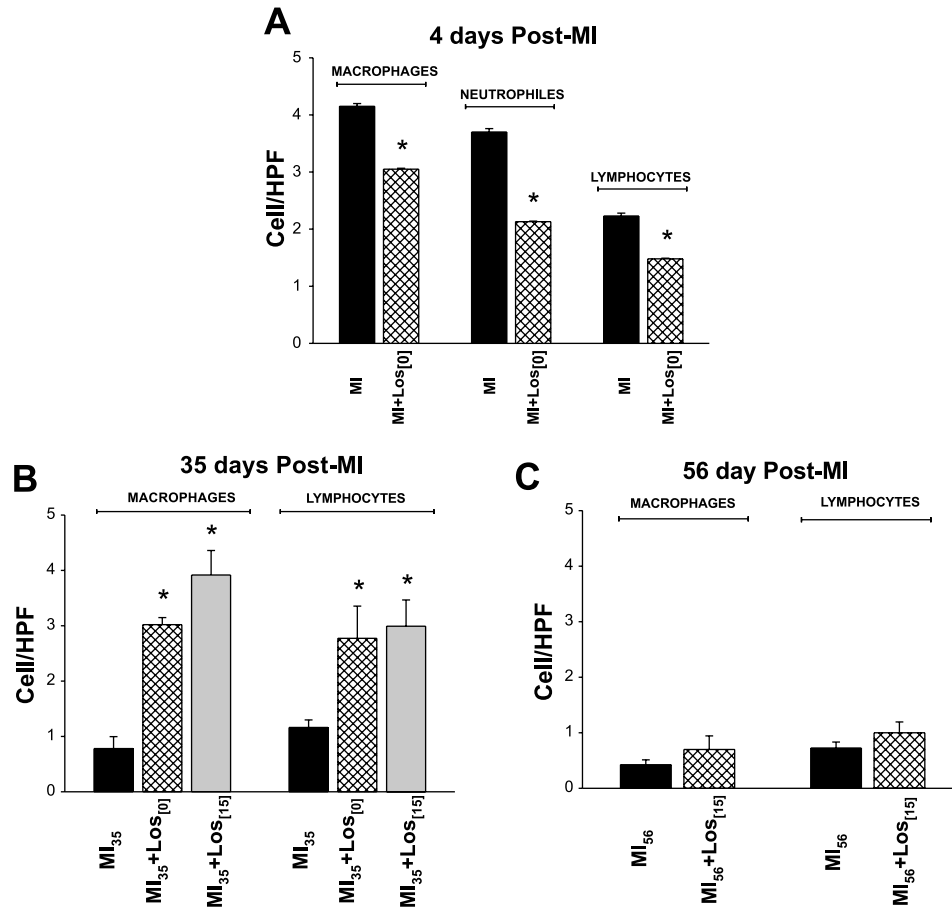 A
4 days Post-MI
5
4
3
2
1
0
Cell/HPF
MACROPHAGES
NEUTROPHILES
LYMPHOCYTES
*
*
*
MI
MI+Los[0]
MI
MI+Los[0]
MI
MI+Los[0]
B
35 days Post-MI
MACROPHAGES
LYMPHOCYTES
5
4
3
2
1
0
Cell/HPF
*
*
*
*
MI35
MI35+Los[0]
MI35+Los[15]
MI35
MI35+Los[0]
MI35+Los[15]
C
56 day Post-MI
MACROPHAGES
LYMPHOCYTES
5
4
3
2
1
0
Cell/HPF
MI56
MI56+Los[15]
MI56
MI56+Los[15]